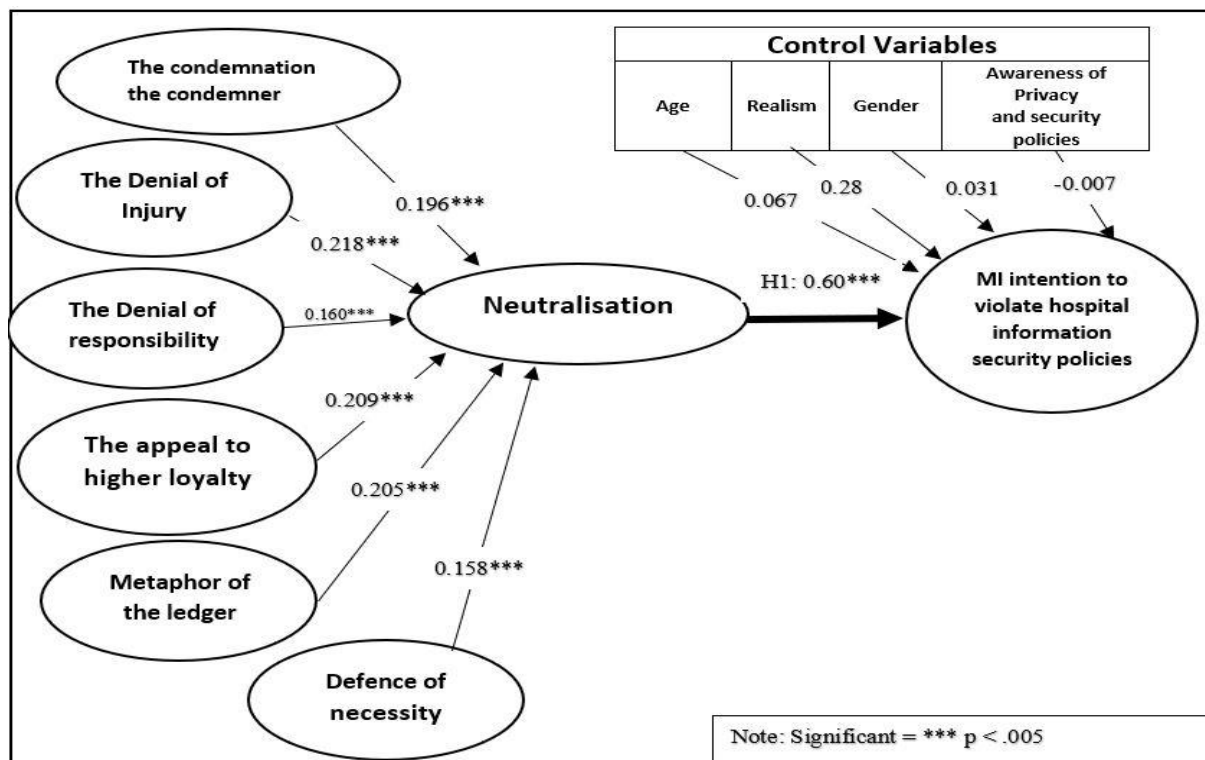 The condemnation
the condemner
The Denial of
Injury
The Denial of
responsibility
The appeal to
higher loyalty
Metaphor of
the ledger
Defence of
necessity
0.196***
0.218***
0.160***
0.209***
0.205***
0.158***
Neutralisation
H1: 0.60***
Control Variables
Age
Realism
Gender
Awareness of
Privacy
and security
policies
0.067
0.28
0.031
-0.007
MI intention to
violate hospital
information
security policies
Note: Significant = *** p < .005